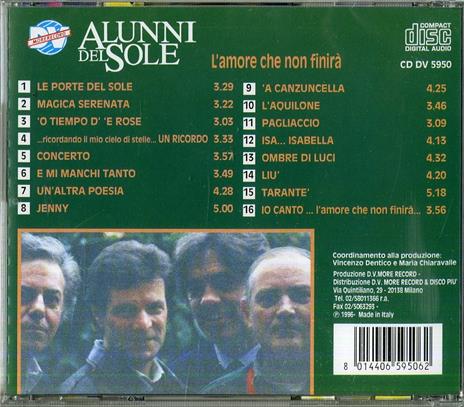 DV
MORE RECORD
ALUNNI
DEL SOLE
L'amore che non finirà
COMPACT
disc
DIGITAL AUDIO
CD DV 5950
1 LE PORTE DEL SOLE 3.29
2 MAGICA SERENATA 3.22
3 'O TIEMPO D' 'E ROSE 3.03
4 ...ricordando il mio cielo di stelle... UN RICORDO 3.33
5 CONCERTO 3.57
6 E MI MANCHI TANTO 3.49
7 UN'ALTRA POESIA 4.28
8 JENNY 5.00
9 'A CANZUNCELLA 4.25
10 L'AQUILONE 3.46
11 PAGLIACCIO 3.09
12 ISA... ISABELLA 4.13
13 OMBRE DI LUCI 4.32
14 LIU' 4.20
15 TARANTE' 5.18
16 IO CANTO ... l'amore che non finirà... 3.56
Coordinamento alla produzione:
Vincenzo Dentico e Maria Chiaravalle
Produzione D.V. MORE RECORD -
Distribuzione D.V. MORE RECORD & DISCO PIU'
Via Quintiliano, 29 - 20138 Milano
Tel. 02/58011366 r.a.
Fax 02/5063293 -
℗ 1996- Made in Italy
8 014406 595062